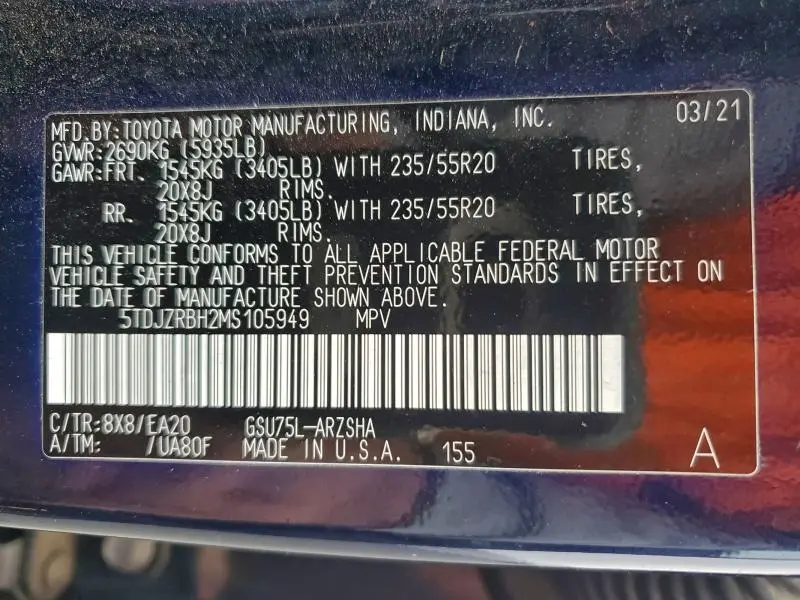 MFD.BY:TOYOTA MOTOR MANUFACTURING, INDIANA, INC. 03/21
GVWR:2690KG (5935LB)
GAWR:FRT. 1545KG (3405LB) WITH 235/55R20 TIRES,
20X8J RIMS.
RR. 1545KG (3405LB) WITH 235/55R20 TIRES,
20X8J RIMS.
THIS VEHICLE CONFORMS TO ALL APPLICABLE FEDERAL MOTOR
VEHICLE SAFETY AND THEFT PREVENTION STANDARDS IN EFFECT ON
THE DATE OF MANUFACTURE SHOWN ABOVE.
5TDJZRBH2MS105949 MPV
C/TR:8X8/EA20 GSU75L-ARZSHA
A/TM: /UA80F MADE IN U.S.A. 155 A